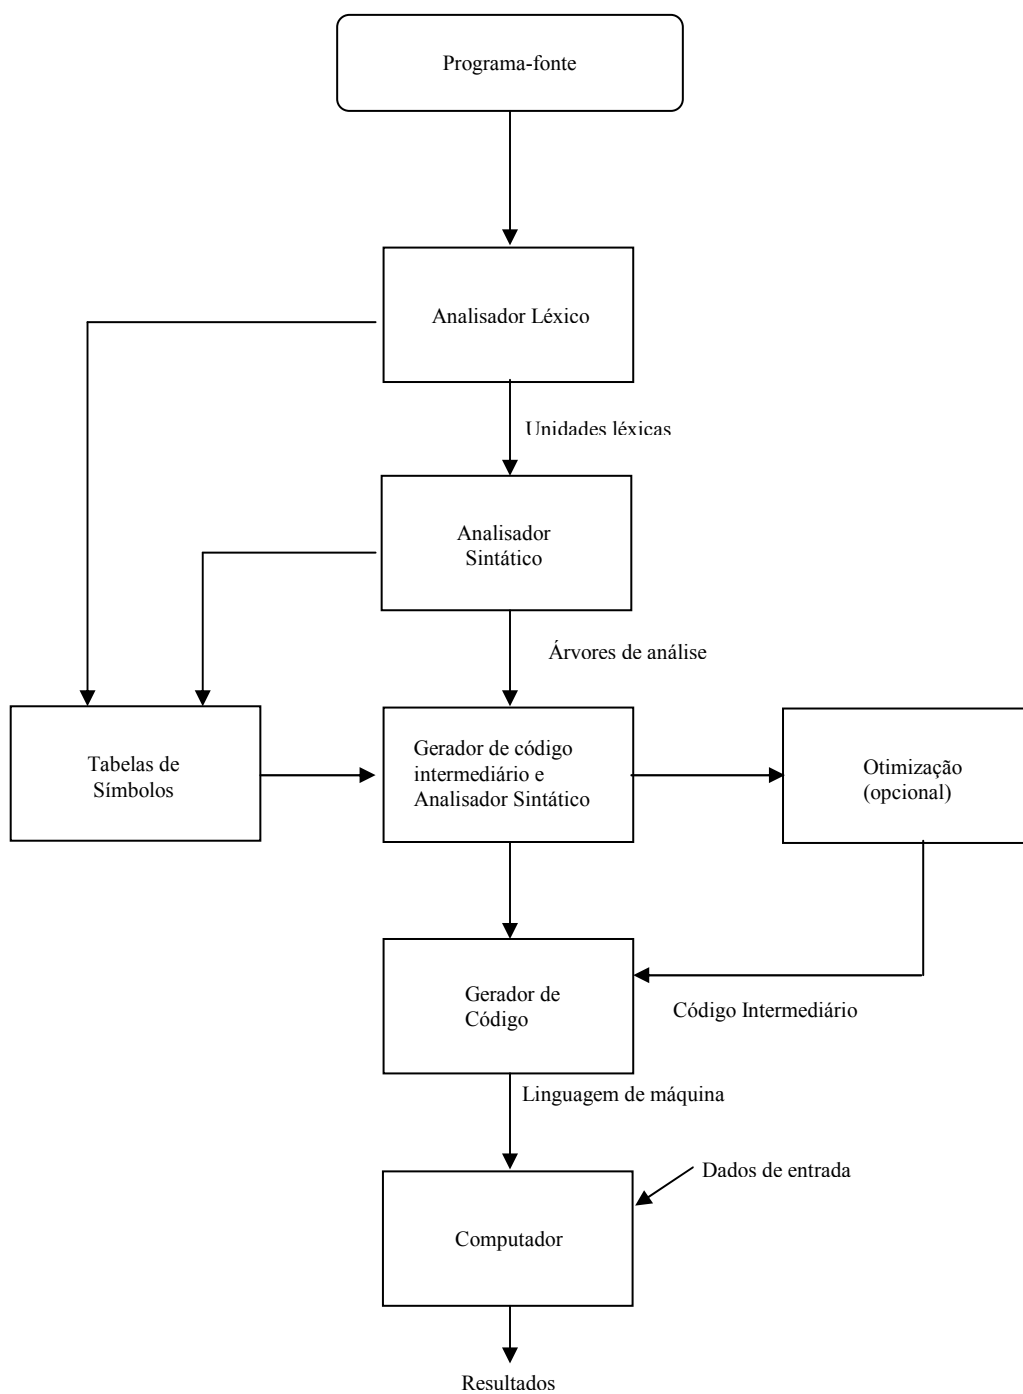 Programa-fonte
Analisador Léxico
Unidades léxicas
Analisador
Sintático
Árvores de análise
Tabelas de
Símbolos
Gerador de código
intermediário e
Analisador Sintático
Otimização
(opcional)
Gerador de
Código
Código Intermediário
Linguagem de máquina
Dados de entrada
Computador
Resultados